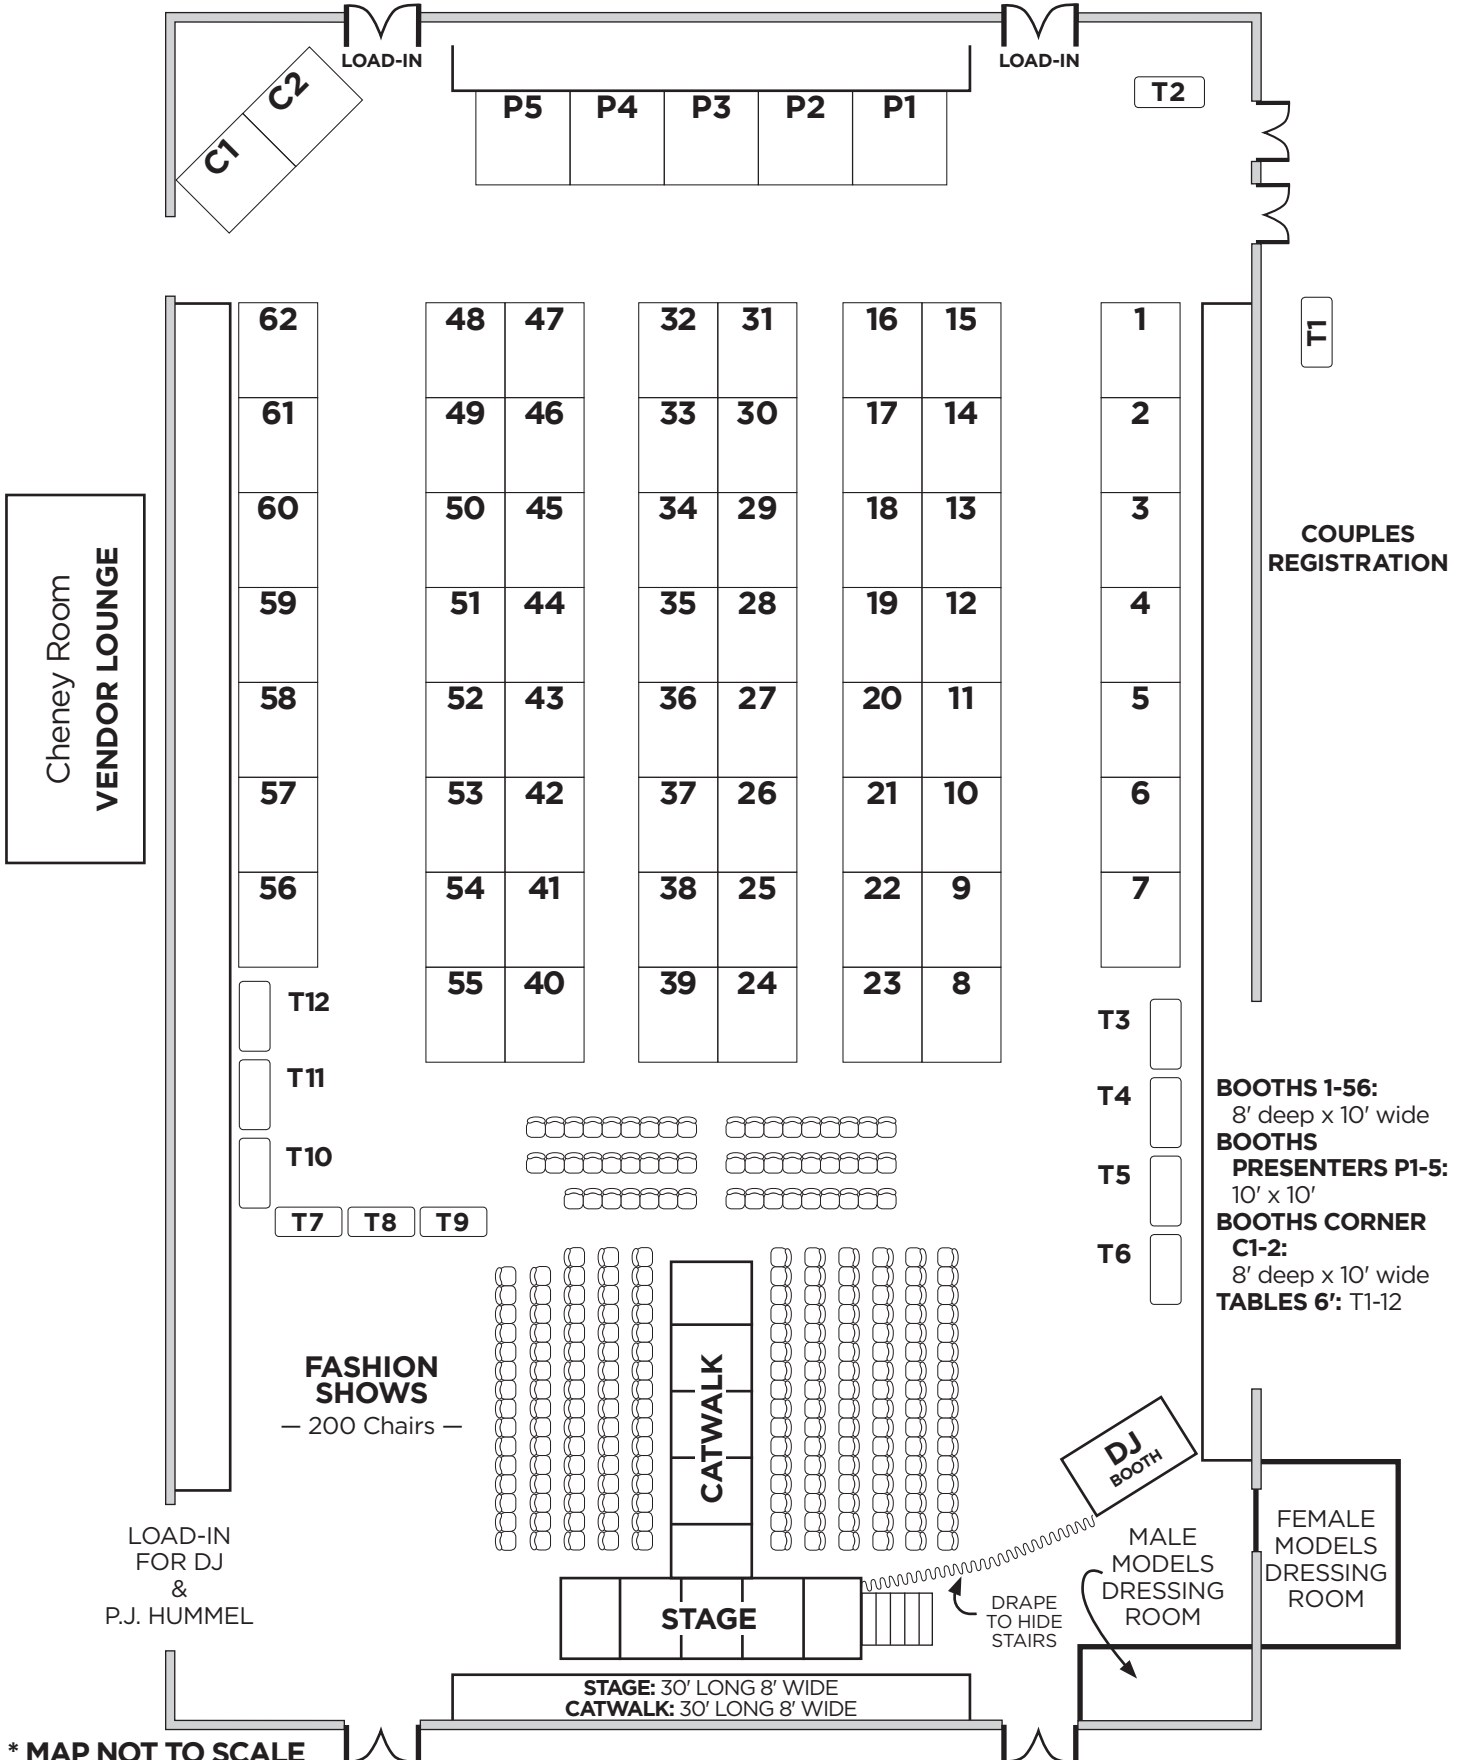 LOAD-IN
LOAD-IN
C2
C1
P5 P4 P3 P2 P1
T2
T1
62 48 47 32 31 16 15 1
61 49 46 33 30 17 14 2
60 50 45 34 29 18 13 3
59 51 44 35 28 19 12 4
58 52 43 36 27 20 11 5
57 53 42 37 26 21 10 6
56 54 41 38 25 22 9 7
55 40 39 24 23 8
Cheney Room
VENDOR LOUNGE
COUPLES
REGISTRATION
T12
T11
T10
T7 T8 T9
T3
T4
T5
T6
BOOTHS 1-56:
8' deep x 10' wide
BOOTHS
PRESENTERS P1-5:
10' x 10'
BOOTHS CORNER
C1-2:
8' deep x 10' wide
TABLES 6': T1-12
FASHION
SHOWS
— 200 Chairs —
CATWALK
DJ
BOOTH
LOAD-IN
FOR DJ
&
P.J. HUMMEL
STAGE
DRAPE
TO HIDE
STAIRS
MALE
MODELS
DRESSING
ROOM
FEMALE
MODELS
DRESSING
ROOM
STAGE: 30' LONG 8' WIDE
CATWALK: 30' LONG 8' WIDE
* MAP NOT TO SCALE